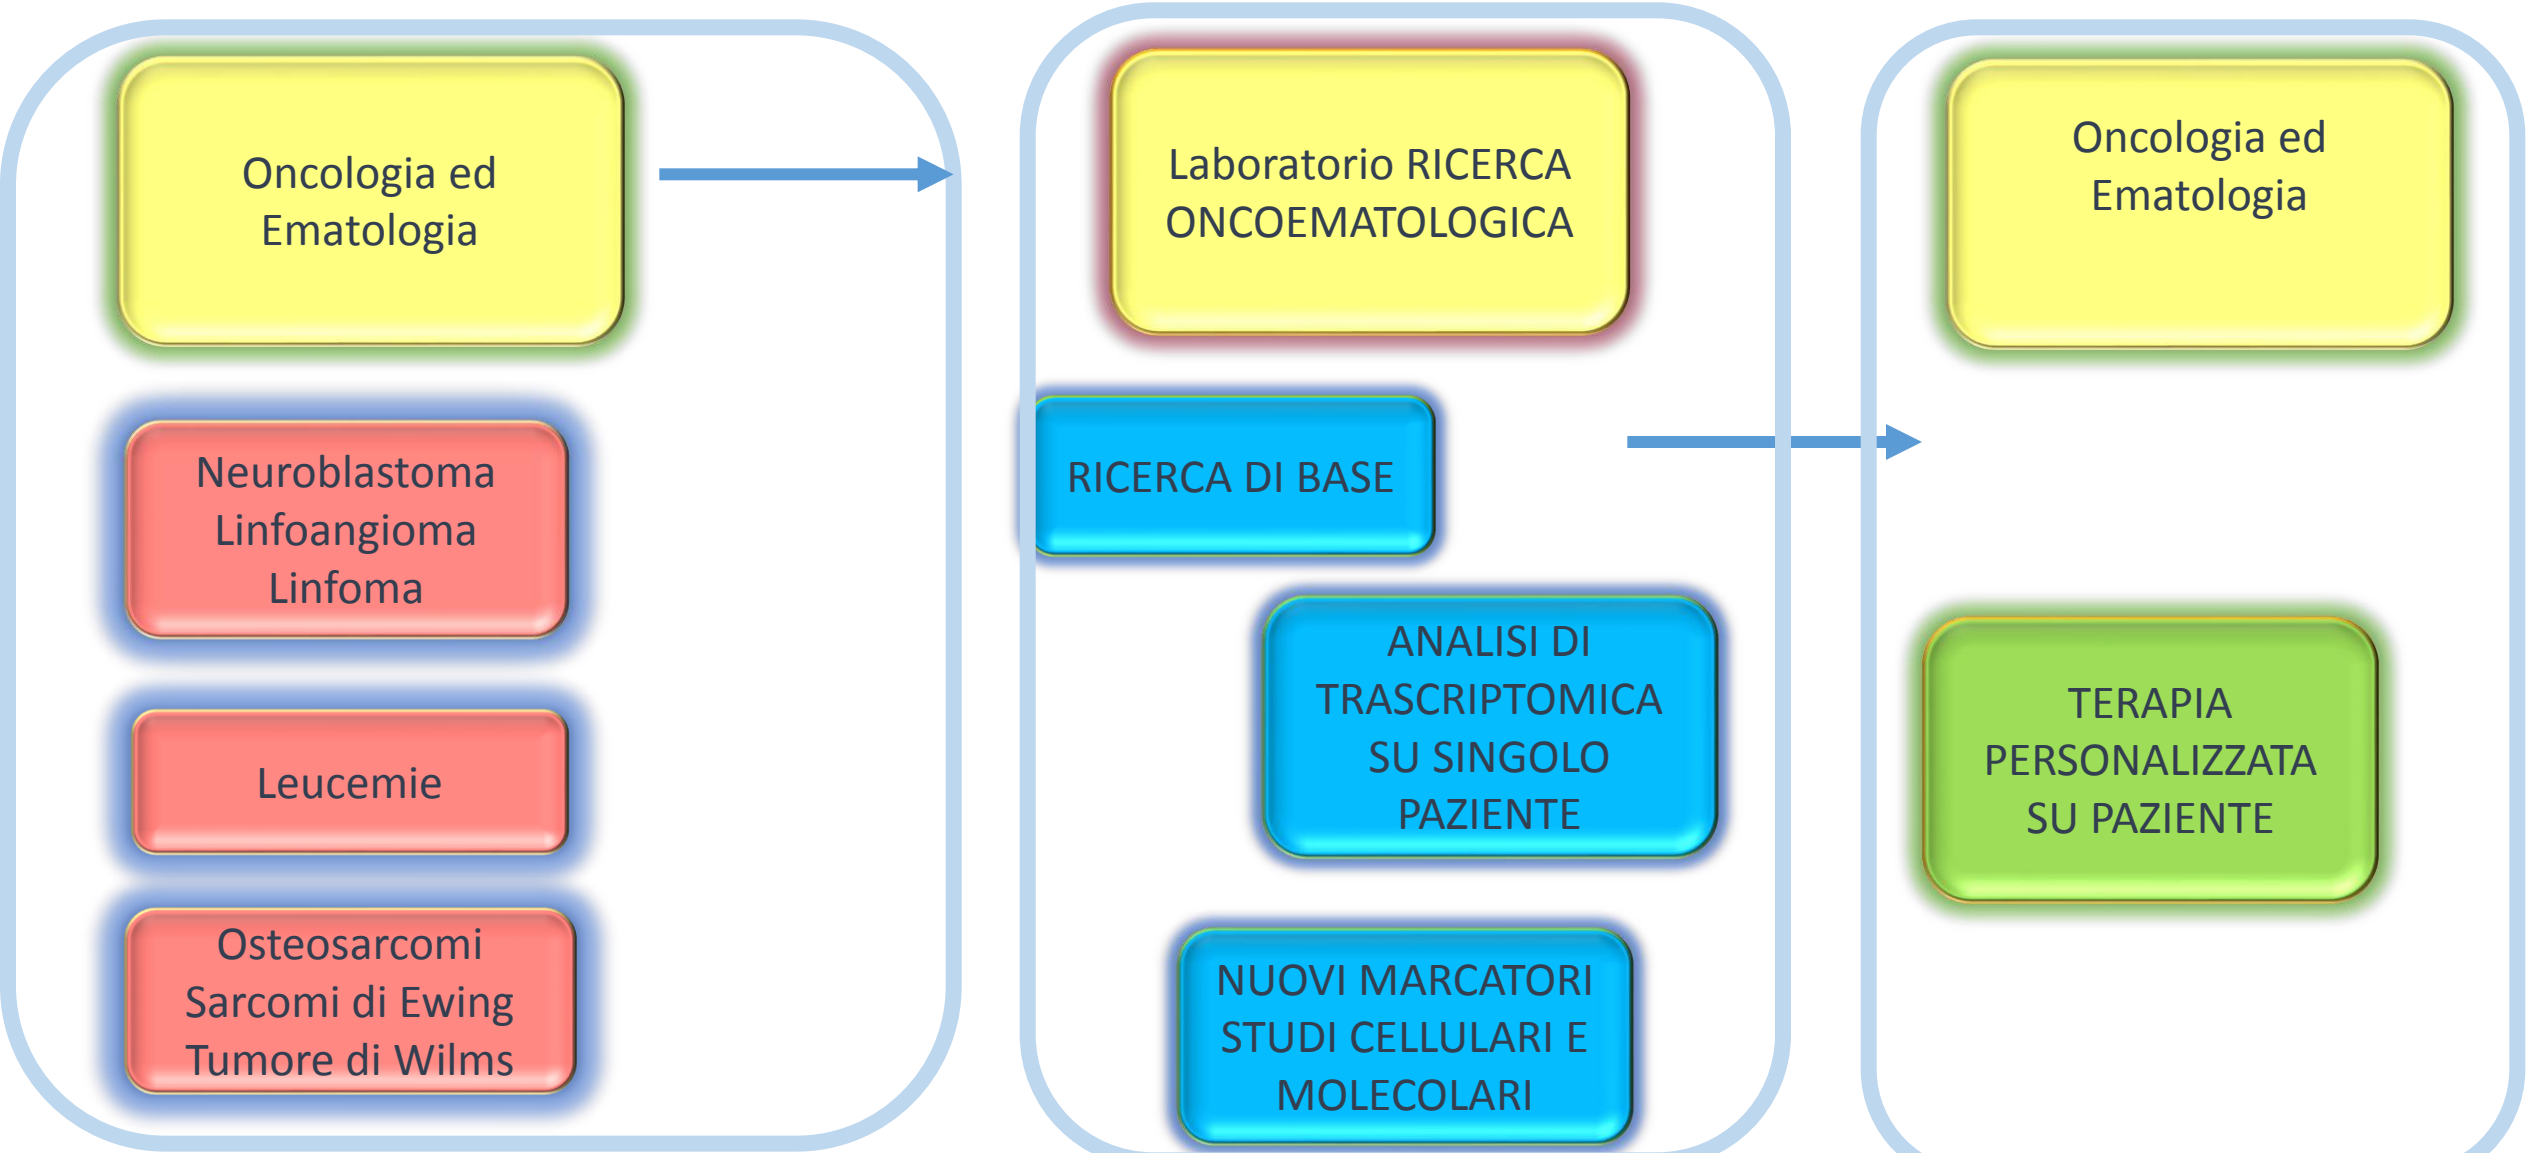 Oncologia ed
Ematologia
Neuroblastoma
Linfoangioma
Linfoma
Leucemie
Osteosarcomi
Sarcomi di Ewing
Tumore di Wilms
Laboratorio RICERCA
ONCOEMATOLOGICA
RICERCA DI BASE
ANALISI DI
TRASCRIPTOMICA
SU SINGOLO
PAZIENTE
NUOVI MARCATORI
STUDI CELLULARI E
MOLECOLARI
Oncologia ed
Ematologia
TERAPIA
PERSONALIZZATA
SU PAZIENTE